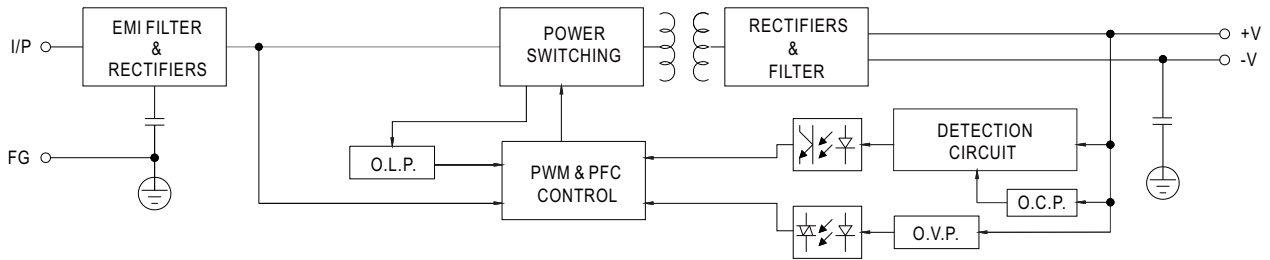 I/P
EMI FILTER
&
RECTIFIERS
POWER
SWITCHING
RECTIFIERS
&
FILTER
+V
-V
FG
O.L.P.
PWM & PFC
CONTROL
DETECTION
CIRCUIT
O.C.P.
O.V.P.